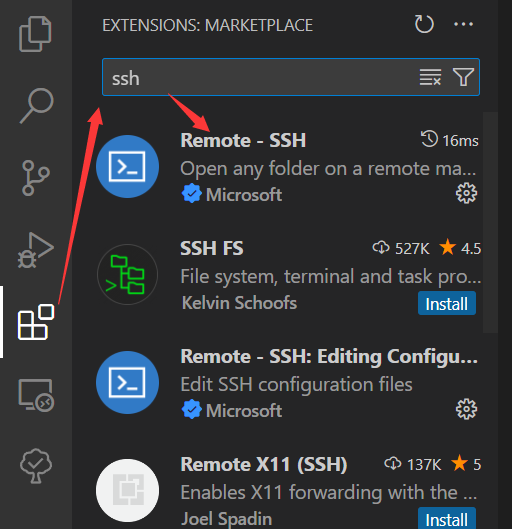 EXTENSIONS: MARKETPLACE
ssh
Remote - SSH 16ms
Open any folder on a remote ma...
Microsoft
SSH FS 527K 4.5
File system, terminal and task pro...
Kelvin Schoofs Install
Remote - SSH: Editing Configu...
Edit SSH configuration files
Microsoft
Remote X11 (SSH) 137K 5
Enables X11 forwarding with the ...
Joel Spadin Install